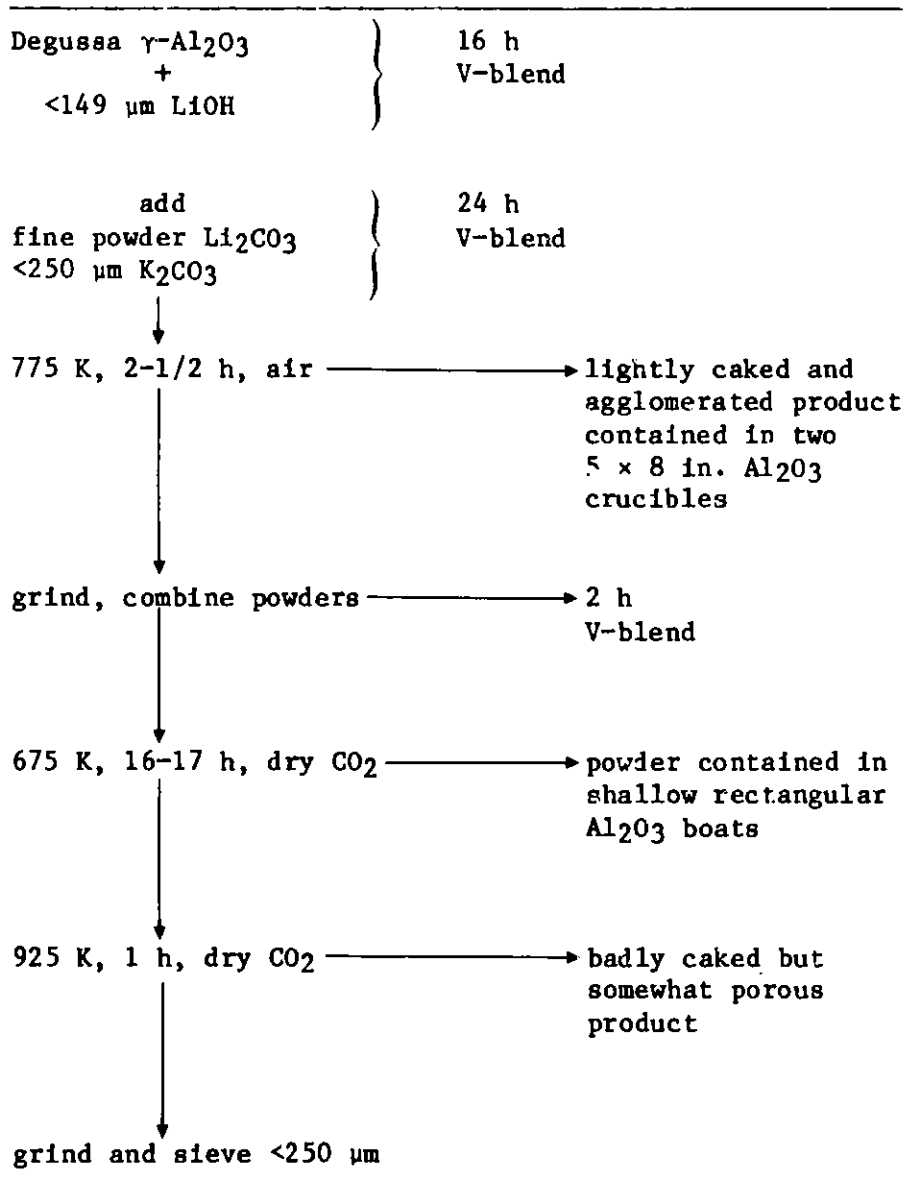 Degussa γ-Al2O3
+
<149 µm LiOH
16 h
V-blend
add
fine powder Li2CO3
<250 µm K2CO3
24 h
V-blend
775 K, 2-1/2 h, air
lightly caked and
agglomerated product
contained in two
5 × 8 in. Al2O3
crucibles
grind, combine powders
2 h
V-blend
675 K, 16-17 h, dry CO2
powder contained in
shallow rectangular
Al2O3 boats
925 K, 1 h, dry CO2
badly caked but
somewhat porous
product
grind and sieve <250 µm